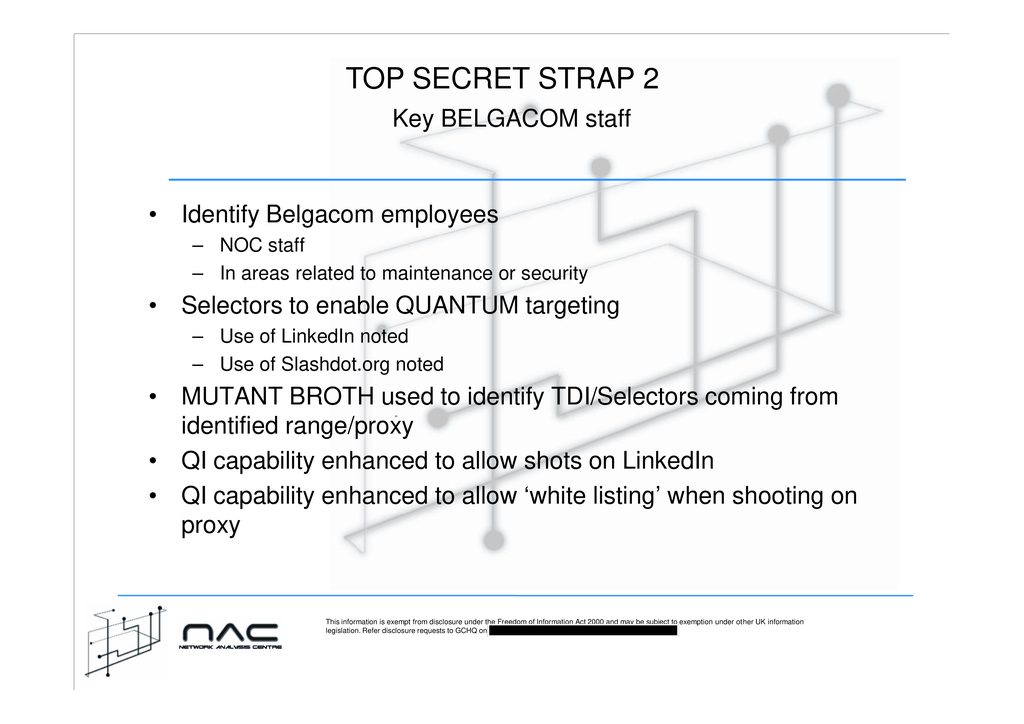 TOP SECRET STRAP 2
Key BELGACOM staff
• Identify Belgacom employees
– NOC staff
– In areas related to maintenance or security
• Selectors to enable QUANTUM targeting
– Use of LinkedIn noted
– Use of Slashdot.org noted
• MUTANT BROTH used to identify TDI/Selectors coming from
identified range/proxy
• QI capability enhanced to allow shots on LinkedIn
• QI capability enhanced to allow ‘white listing’ when shooting on
proxy
NAC
NETWORK ANALYSIS CENTRE
This information is exempt from disclosure under the Freedom of Information Act 2000 and may be subject to exemption under other UK information
legislation. Refer disclosure requests to GCHQ on